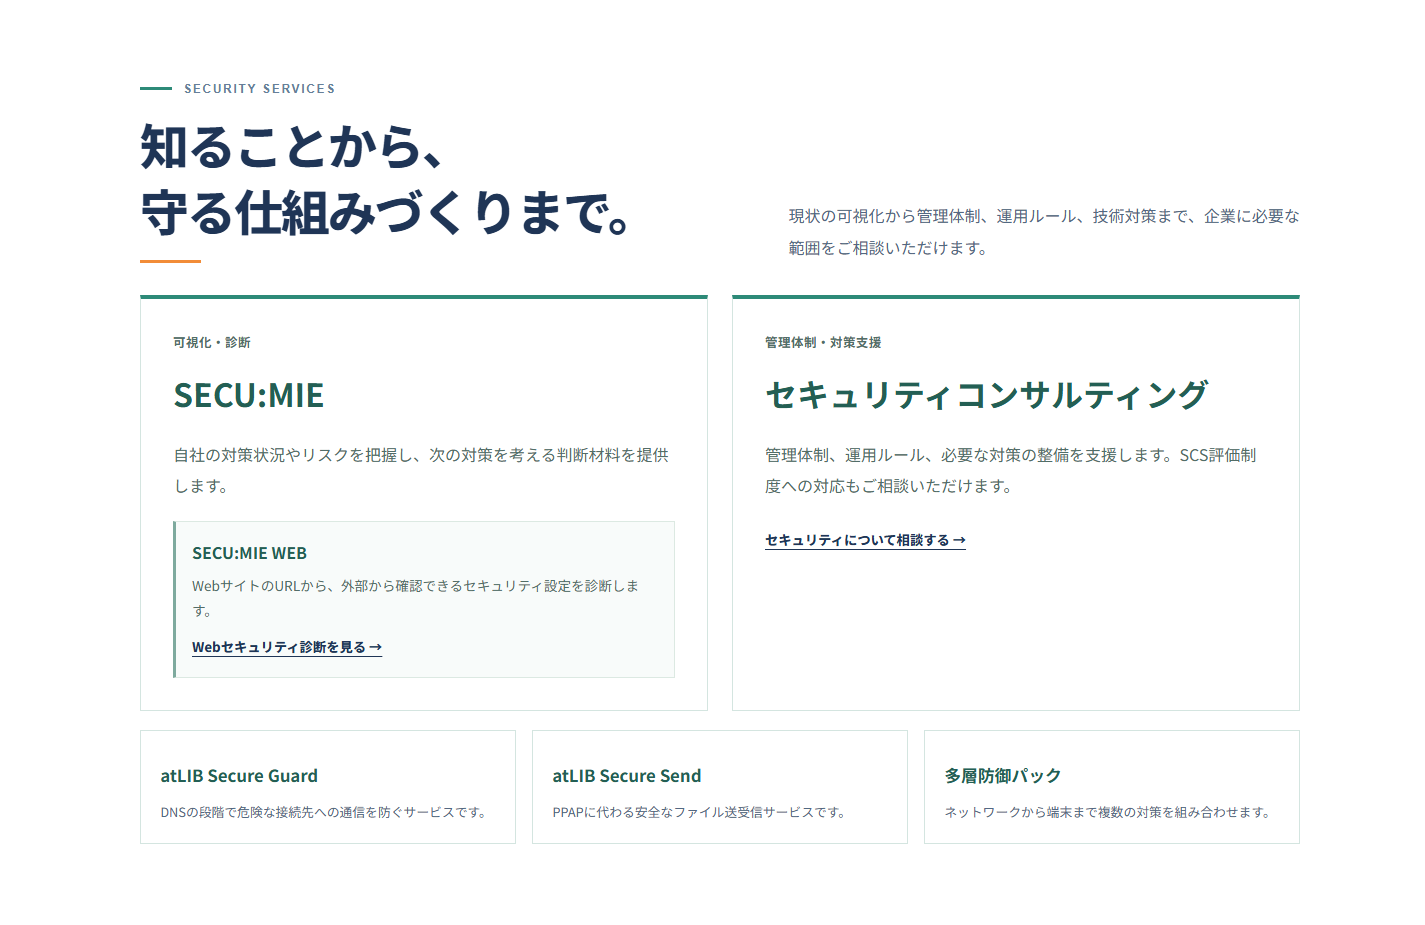 SECURITY SERVICES
知ることから、
守る仕組みづくりまで。
現状の可視化から管理体制、運用ルール、技術対策まで、企業に必要な
範囲をご相談いただけます。
可視化・診断
SECU:MIE
自社の対策状況やリスクを把握し、次の対策を考える判断材料を提供
します。
SECU:MIE WEB
WebサイトのURLから、外部から確認できるセキュリティ設定を診断しま
す。
Webセキュリティ診断を見る →
管理体制・対策支援
セキュリティコンサルティング
管理体制、運用ルール、必要な対策の整備を支援します。SCS評価制
度への対応もご相談いただけます。
セキュリティについて相談する →
atLIB Secure Guard
DNSの段階で危険な接続先への通信を防ぐサービスです。
atLIB Secure Send
PPAPに代わる安全なファイル送受信サービスです。
多層防御パック
ネットワークから端末まで複数の対策を組み合わせます。